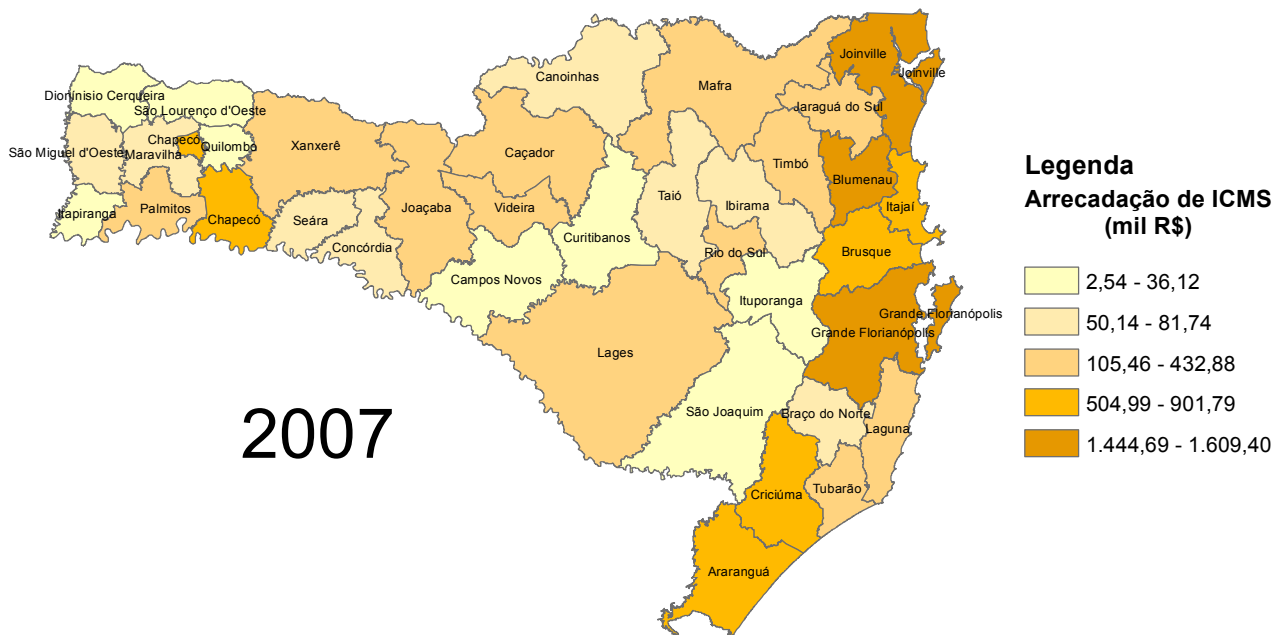 Joinville
Joinville
Canoinhas
Mafra
Dionínisio Cerqueira
São Lourenço d'Oeste
Jaraguá do Sul
Chapecó
Quilombo
Xanxerê
Caçador
Timbó
São Miguel d'Oeste
Maravilha
Blumenau
Legenda
Arrecadação de ICMS
(mil R$)
Itapiranga
Palmitos
Chapecó
Seára
Joaçaba
Videira
Taió
Ibirama
Itajaí
Concórdia
Curitibanos
Rio do Sul
Brusque
Campos Novos
Ituporanga
2,54 - 36,12
50,14 - 81,74
105,46 - 432,88
504,99 - 901,79
1.444,69 - 1.609,40
Grande Florianópolis
Grande Florianópolis
Lages
2007
São Joaquim
Braço do Norte
Laguna
Criciúma
Tubarão
Araranguá